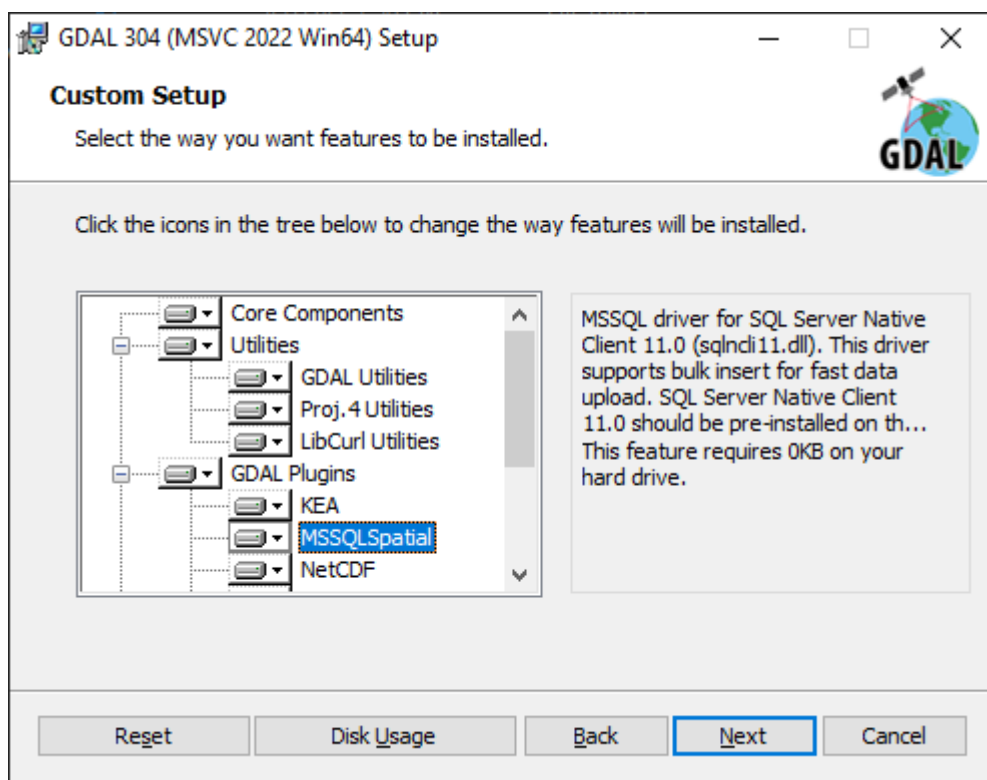 GDAL 304 (MSVC 2022 Win64) Setup
Custom Setup
Select the way you want features to be installed.
GDAL
Click the icons in the tree below to change the way features will be installed.
Core Components
Utilities
GDAL Utilities
Proj.4 Utilities
LibCurl Utilities
GDAL Plugins
KEA
MSSQLSpatial
NetCDF
MSSQL driver for SQL Server Native
Client 11.0 (sqlncli11.dll). This driver
supports bulk insert for fast data
upload. SQL Server Native Client
11.0 should be pre-installed on th...
This feature requires 0KB on your
hard drive.
Reset
Disk Usage
Back
Next
Cancel